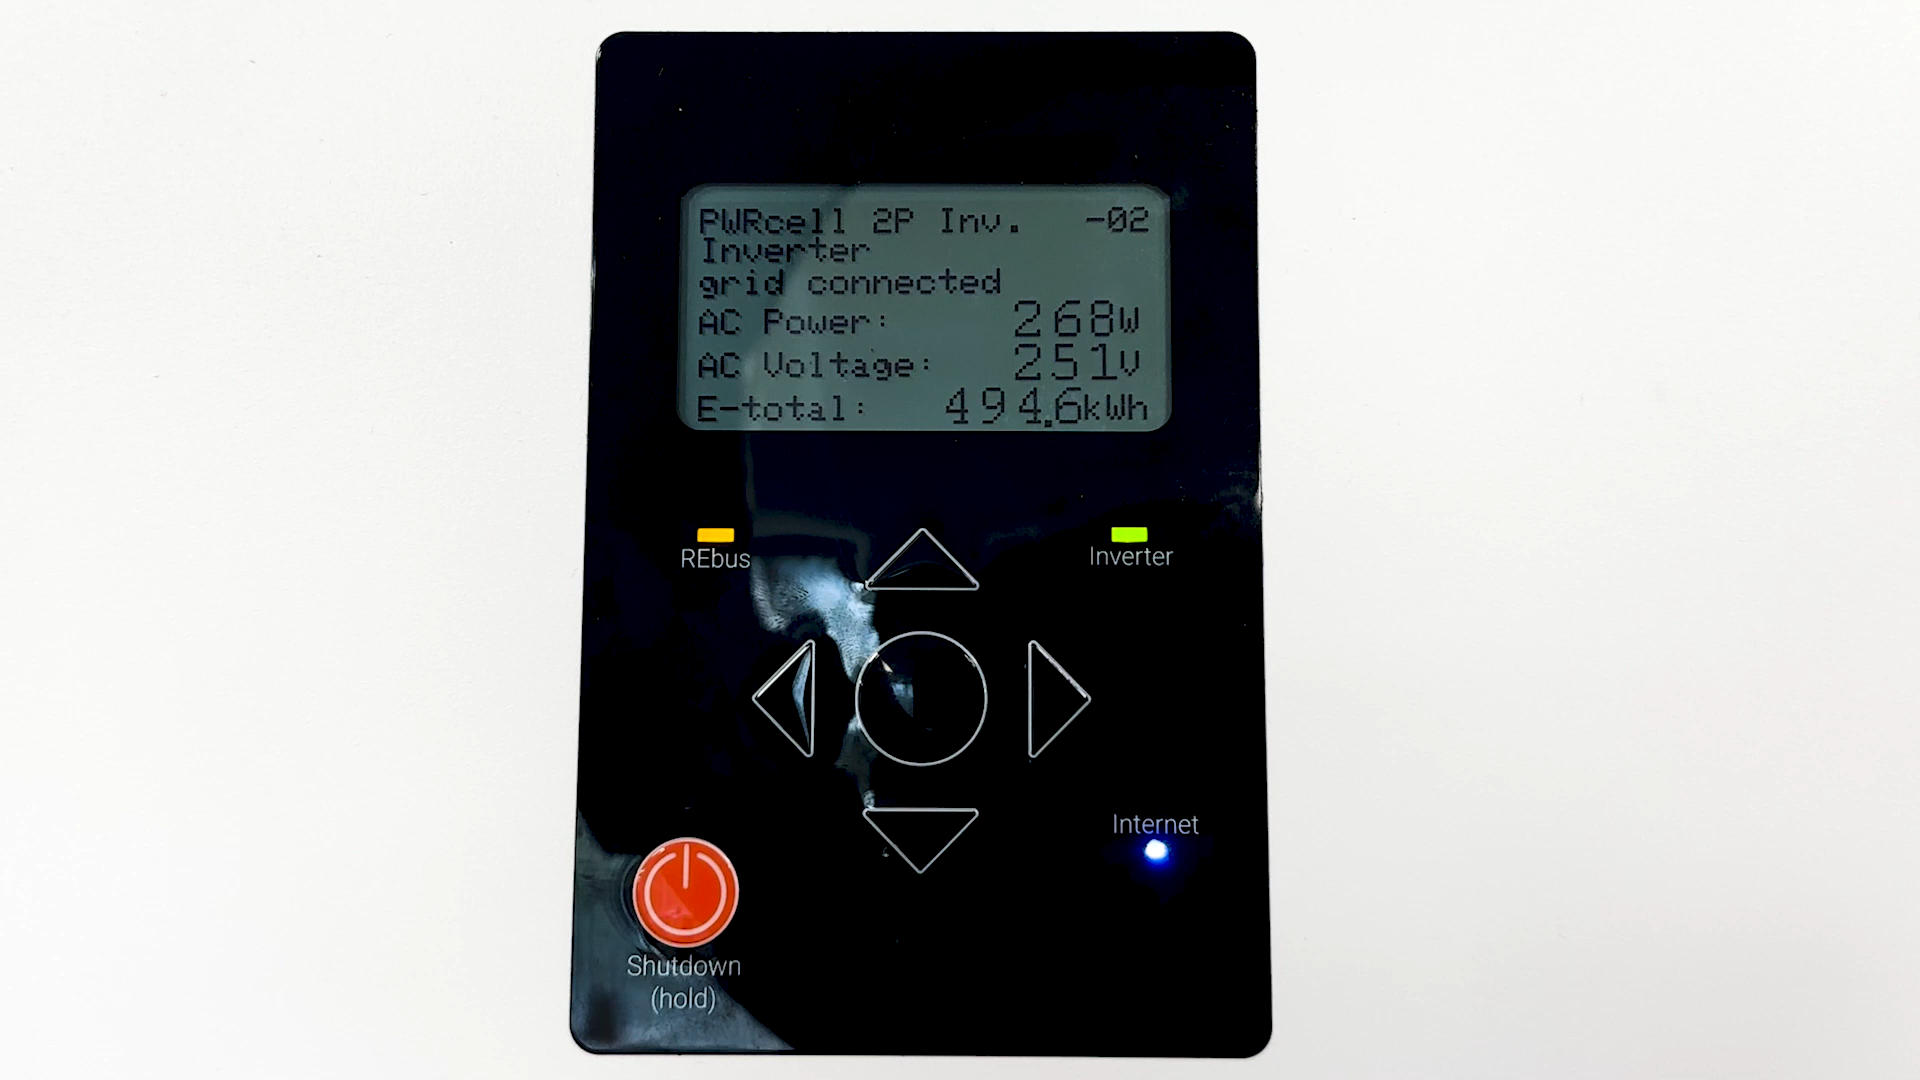 PWRcell 2P Inv. -02
Inverter
grid connected
AC Power: 268W
AC Voltage: 251V
E-total: 494.6kWh
REbus
Inverter
Internet
Shutdown
(hold)